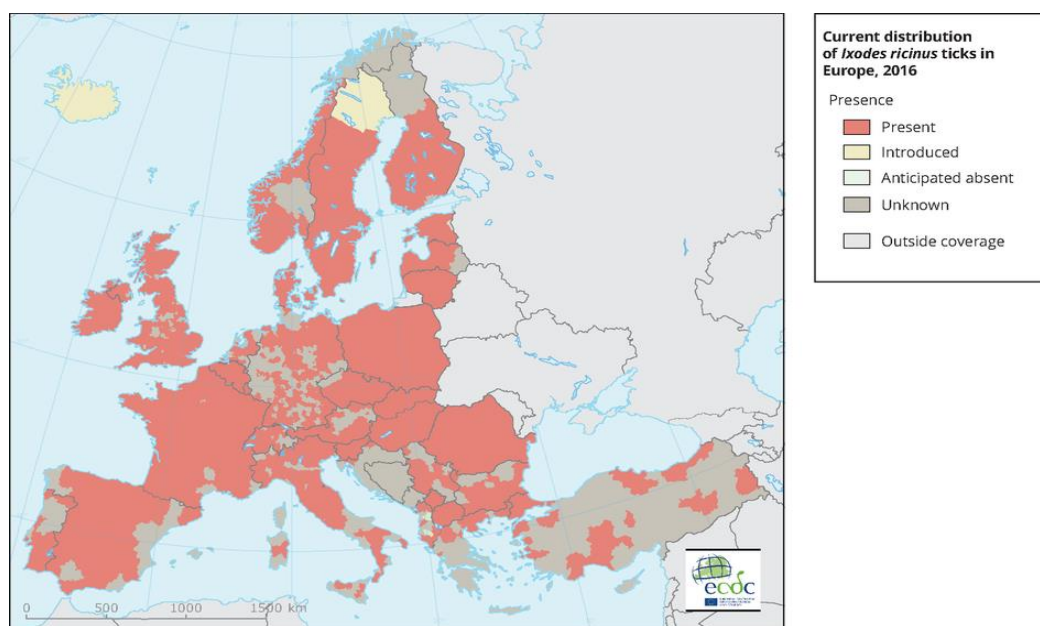 Current distribution
of Ixodes ricinus ticks in
Europe, 2016
Presence
Present
Introduced
Anticipated absent
Unknown
Outside coverage
ecdc
0 500 1000 1500 km